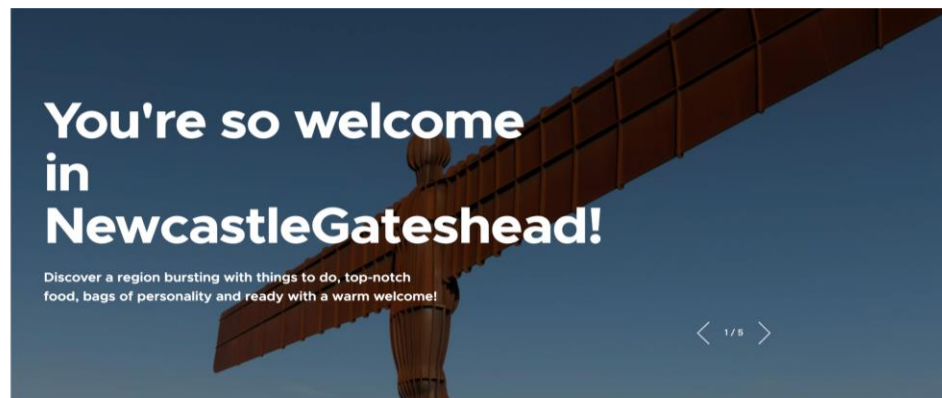 You're so welcome
in
NewcastleGateshead!
Discover a region bursting with things to do, top-notch
food, bags of personality and ready with a warm welcome!
1 / 5